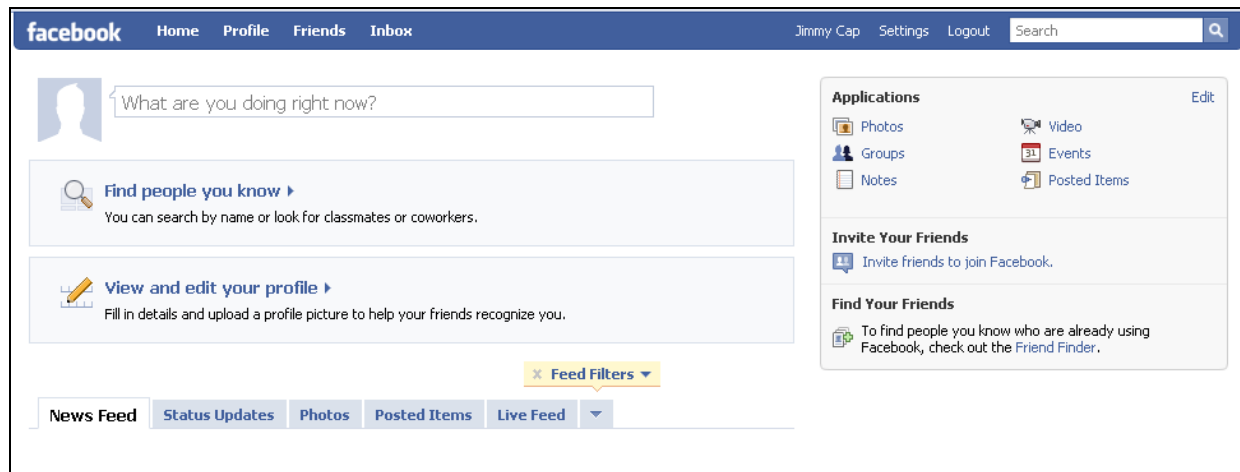 facebook Home Profile Friends Inbox Jimmy Cap Settings Logout Search
What are you doing right now?
Find people you know
You can search by name or look for classmates or coworkers.
View and edit your profile
Fill in details and upload a profile picture to help your friends recognize you.
× Feed Filters
News Feed Status Updates Photos Posted Items Live Feed
Applications Edit
Photos Video
Groups 31 Events
Notes Posted Items
Invite Your Friends
Invite friends to join Facebook.
Find Your Friends
To find people you know who are already using
Facebook, check out the Friend Finder.